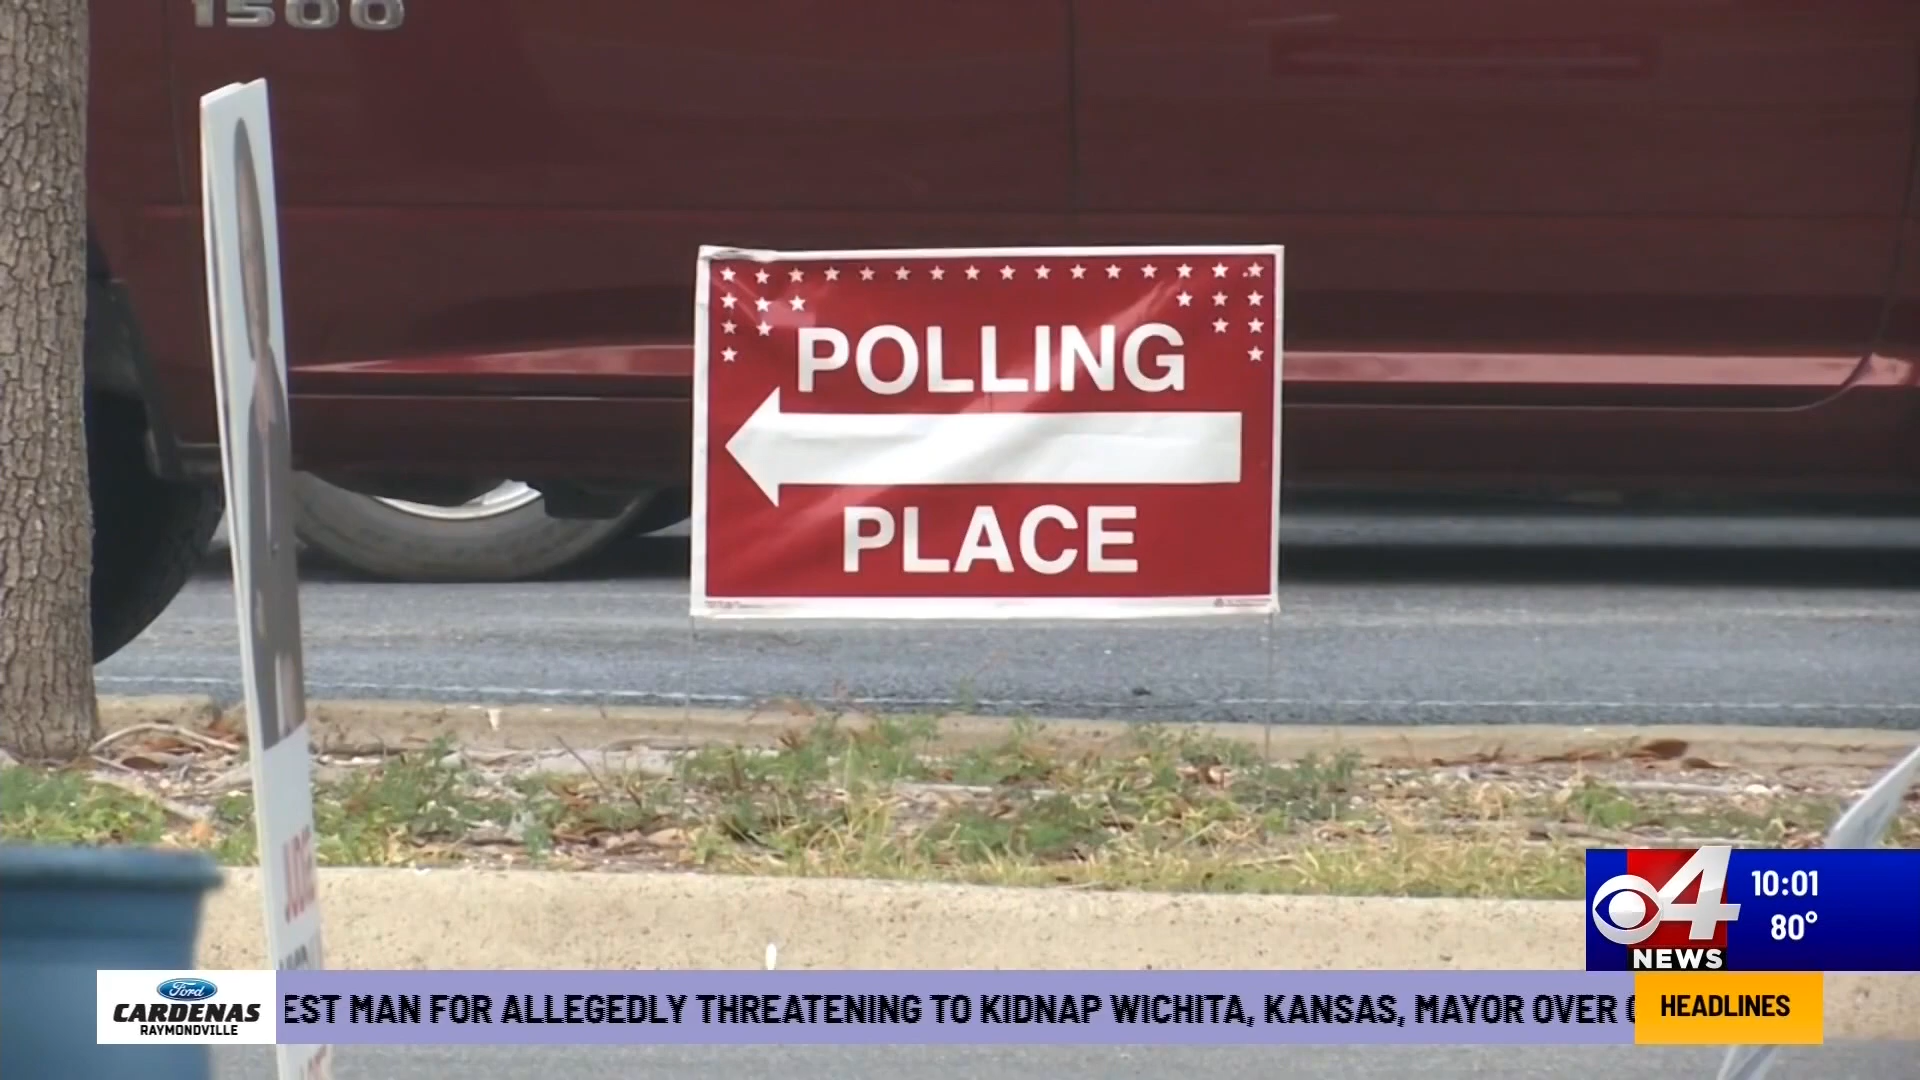 1500
POLLING
PLACE
4
10:01
80°
NEWS
Ford
CARDENAS
RAYMONDVILLE
EST MAN FOR ALLEGEDLY THREATENING TO KIDNAP WICHITA, KANSAS, MAYOR OVER
HEADLINES